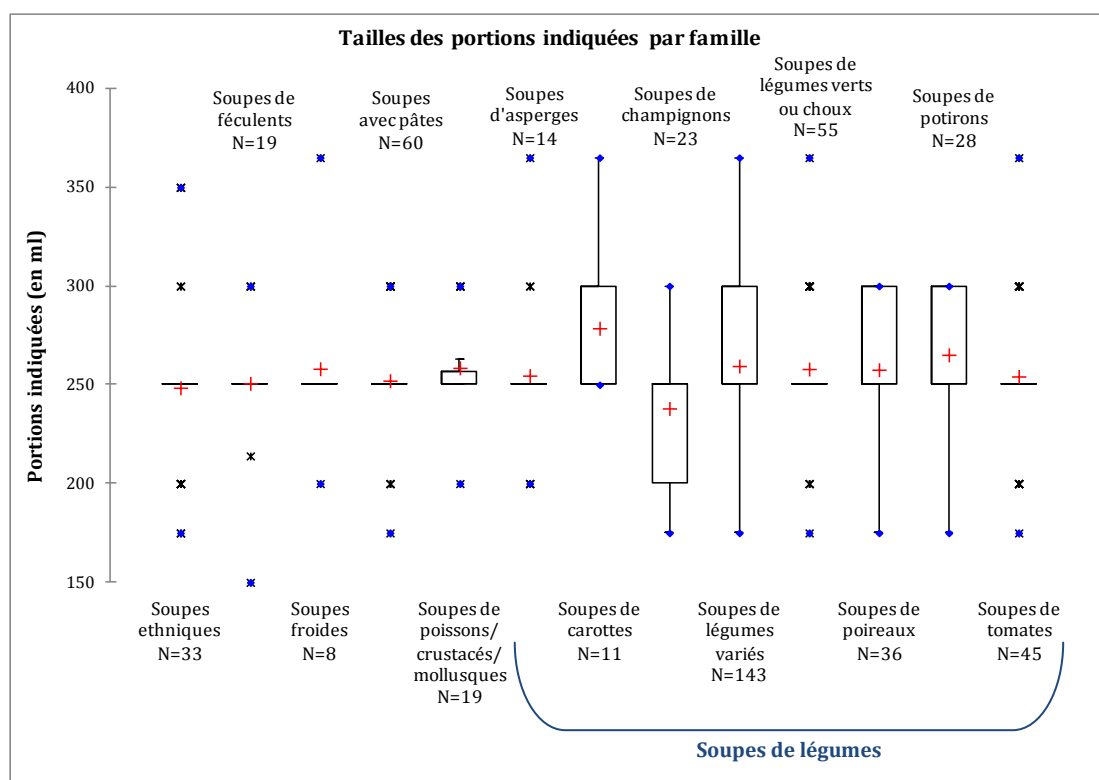 Tailles des portions indiquées par famille
Portions indiquées (en ml)
400
350
300
250
200
150
Soupes de
féculents
N=19
Soupes
avec pâtes
N=60
Soupes
d'asperges
N=14
Soupes de
champignons
N=23
Soupes de
légumes verts
ou choux
N=55
Soupes de
potirons
N=28
Soupes
ethniques
N=33
Soupes
froides
N=8
Soupes de
poissons/
crustacés/
mollusques
N=19
Soupes de
carottes
N=11
Soupes de
légumes
variés
N=143
Soupes de
poireaux
N=36
Soupes de
tomates
N=45
Soupes de légumes